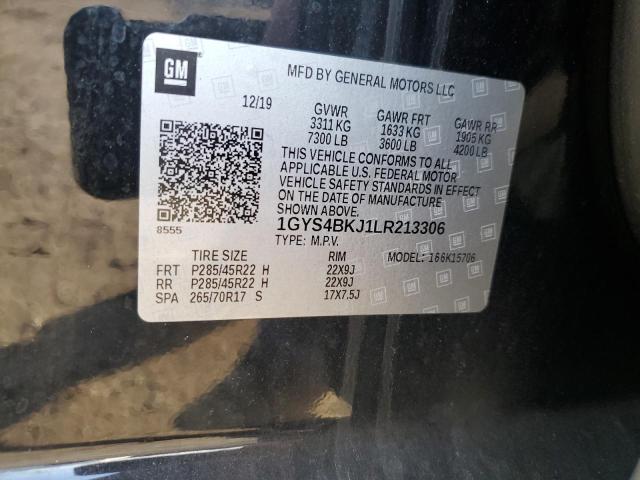 GM
MFD BY GENERAL MOTORS LLC
12/19 GVWR GAWR FRT GAWR RR
3311 KG 1633 KG 1905 KG
7300 LB 3600 LB 4200 LB
THIS VEHICLE CONFORMS TO ALL
APPLICABLE U.S. FEDERAL MOTOR
VEHICLE SAFETY STANDARDS IN EFFECT
ON THE DATE OF MANUFACTURE
SHOWN ABOVE.
8555
1GYS4BKJ1LR213306
TYPE: M.P.V. MODEL: 166K15706
TIRE SIZE RIM
FRT P285/45R22 H 22X9J
RR P285/45R22 H 22X9J
SPA 265/70R17 S 17X7.5J